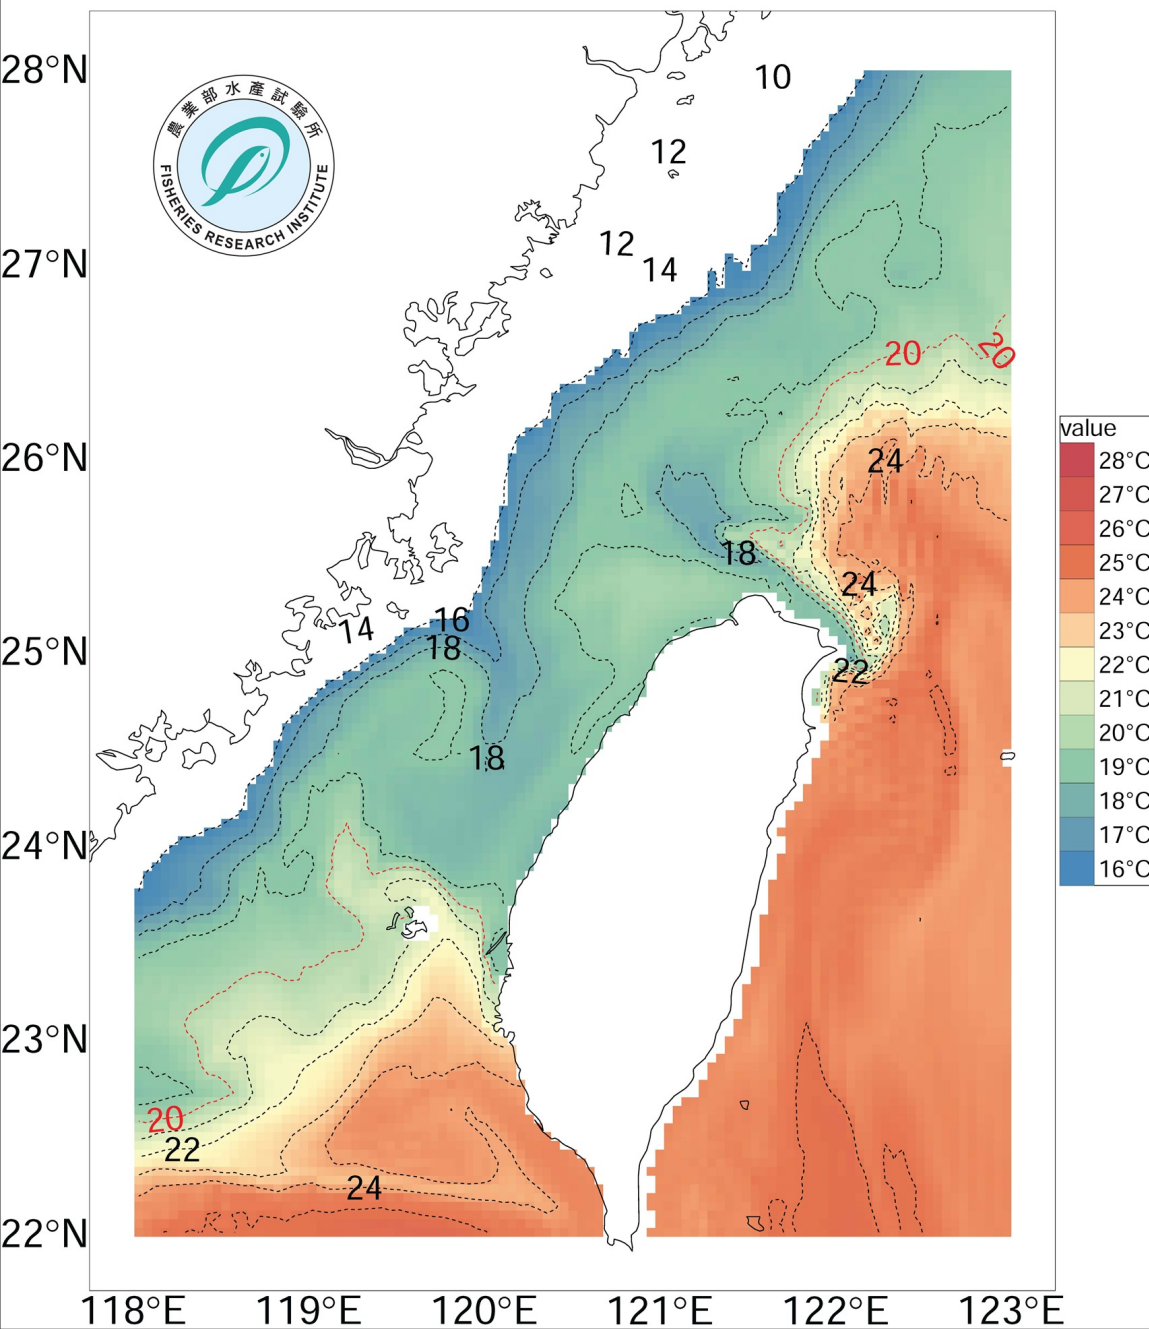 農業部水產試驗所
FISHERIES RESEARCH INSTITUTE
28°N
27°N
26°N
25°N
24°N
23°N
22°N
118°E 119°E 120°E 121°E 122°E 123°E
10
12
12
14
20
20
24
18
24
16
14
18
22
18
20
22
24
value
28°C
27°C
26°C
25°C
24°C
23°C
22°C
21°C
20°C
19°C
18°C
17°C
16°C